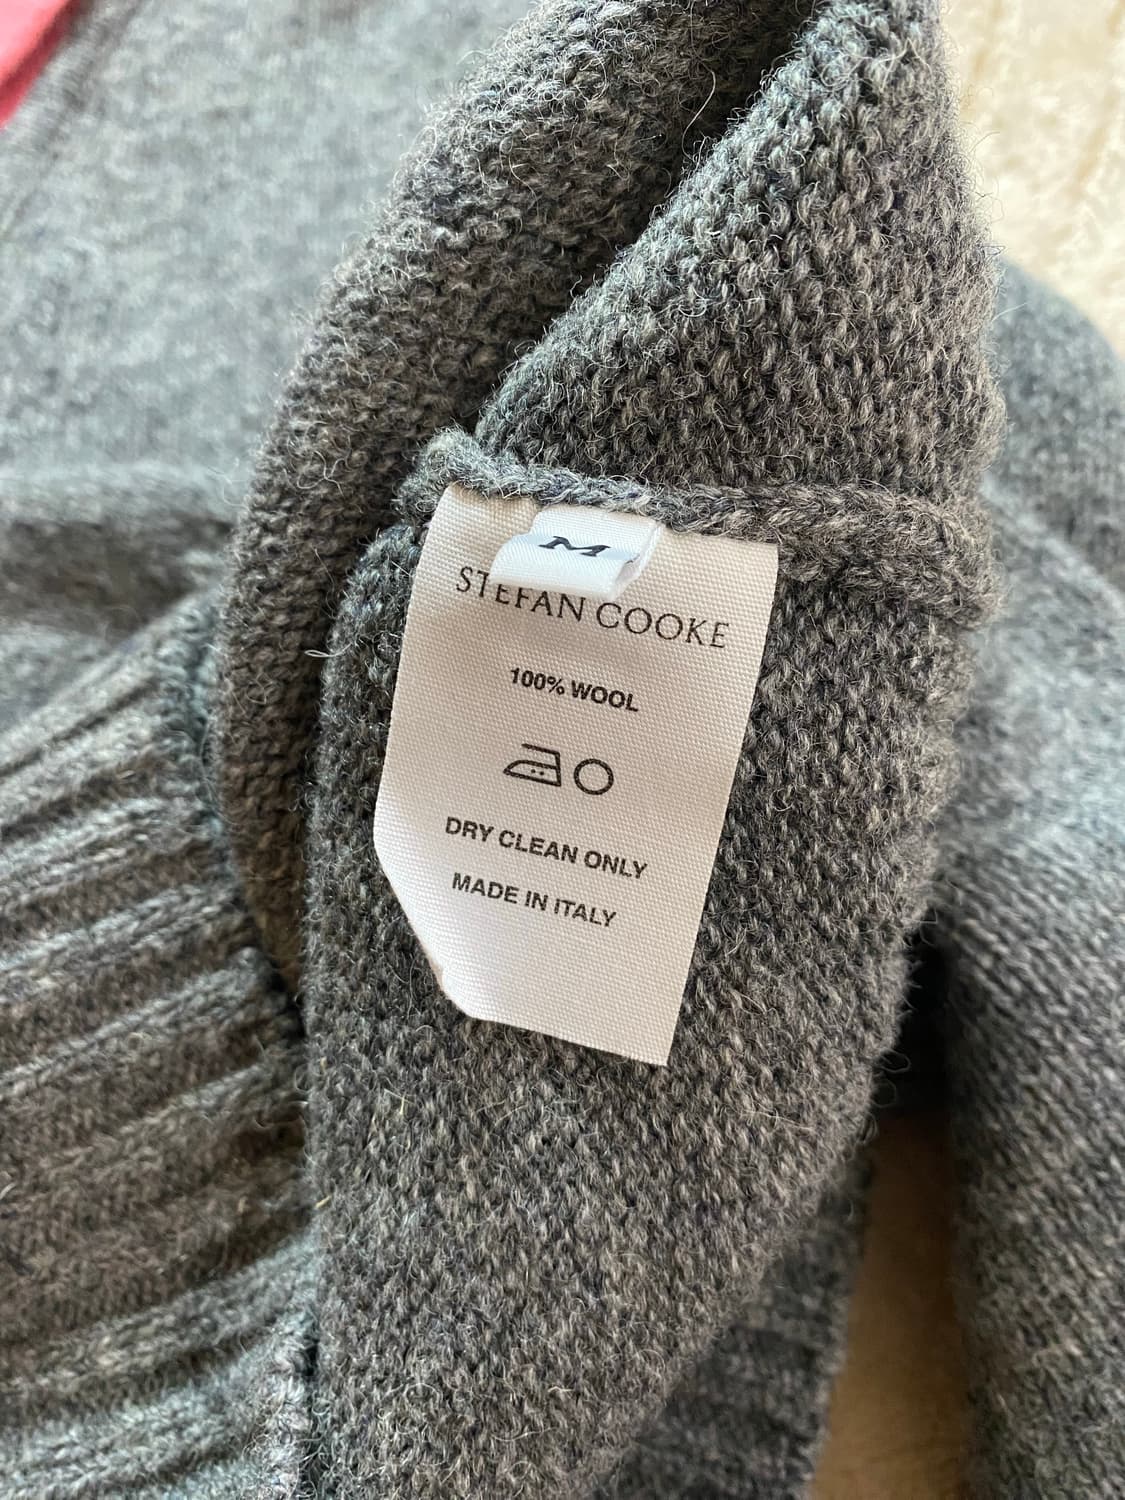 M
STEFAN COOKE
100% WOOL
DRY CLEAN ONLY
MADE IN ITALY